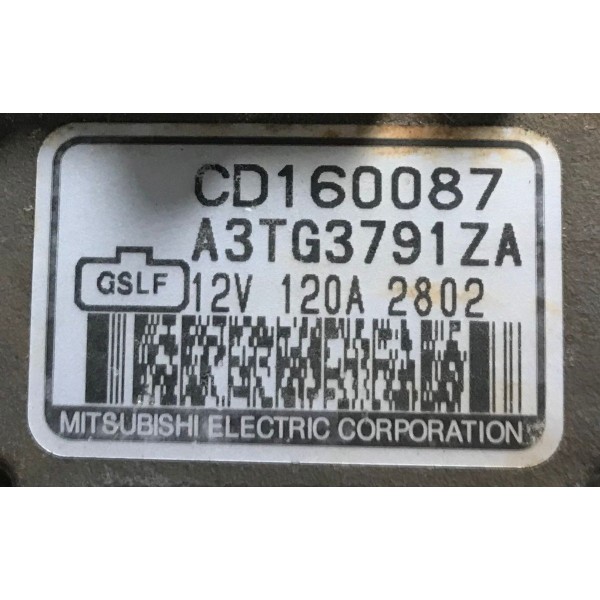 CD160087
A3TG3791ZA
GSLF 12V 120A 2802
MITSUBISHI ELECTRIC CORPORATION